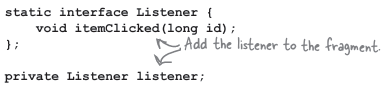 static interface Listener {
    void itemClicked(long id);
};
Add the listener to the fragment.
private Listener listener;